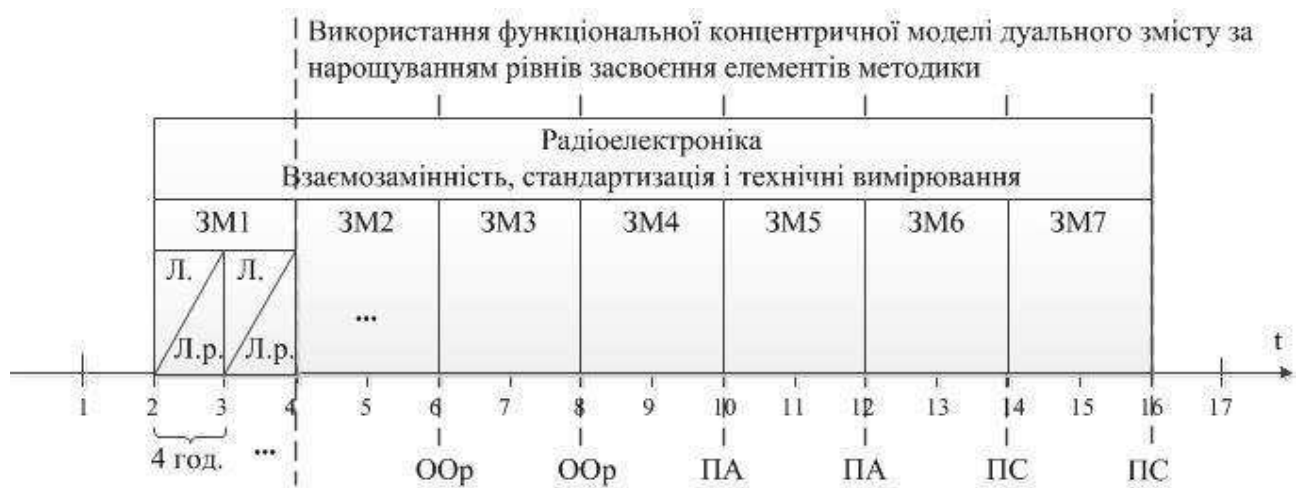 Використання функціональної концентричної моделі дуального змісту за
нарощуванням рівнів засвоєння елементів методики
Радіоелектроніка
Взаємозамінність, стандартизація і технічні вимірювання
ЗМ1 ЗМ2 ЗМ3 ЗМ4 ЗМ5 ЗМ6 ЗМ7
Л. Л.
...
Л.р. Л.р.
t
1 2 3 4 5 6 7 8 9 10 11 12 13 14 15 16 17
4 год. ... ООр ООр ПА ПА ПС ПС